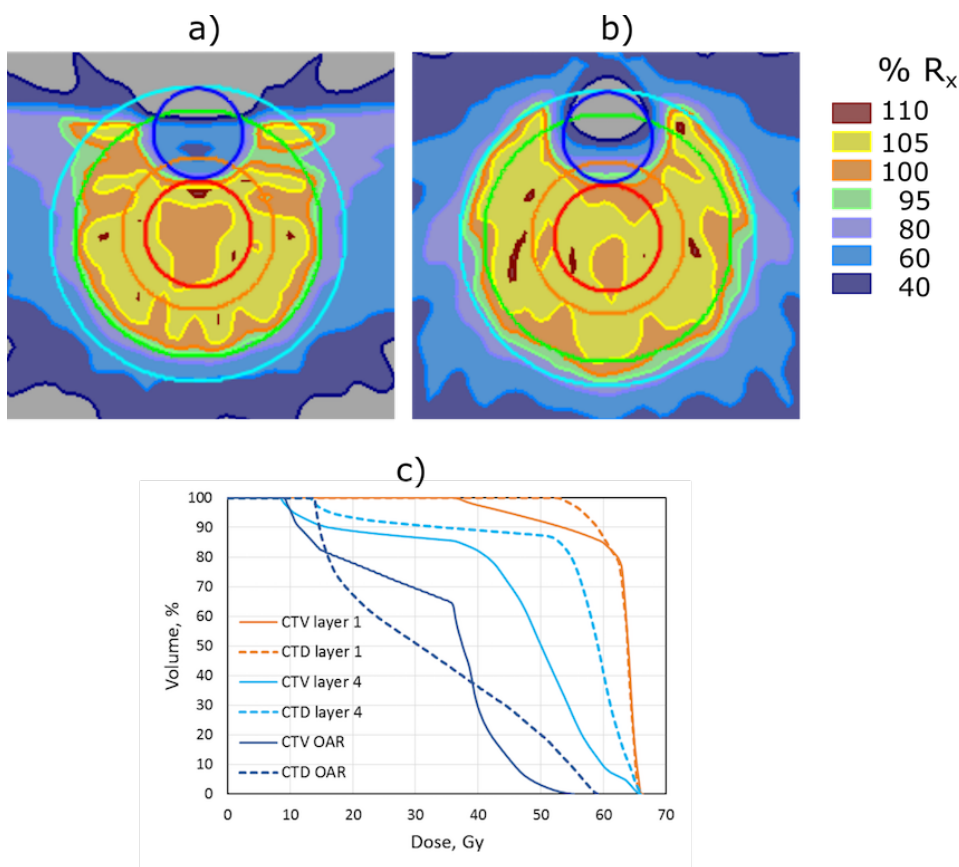 a)
b)
% Rx
110
105
100
95
80
60
40
c)
Volume, %
100
90
80
70
60
50
40
30
20
10
0
CTV layer 1
CTD layer 1
CTV layer 4
CTD layer 4
CTV OAR
CTD OAR
0 10 20 30 40 50 60 70
Dose, Gy